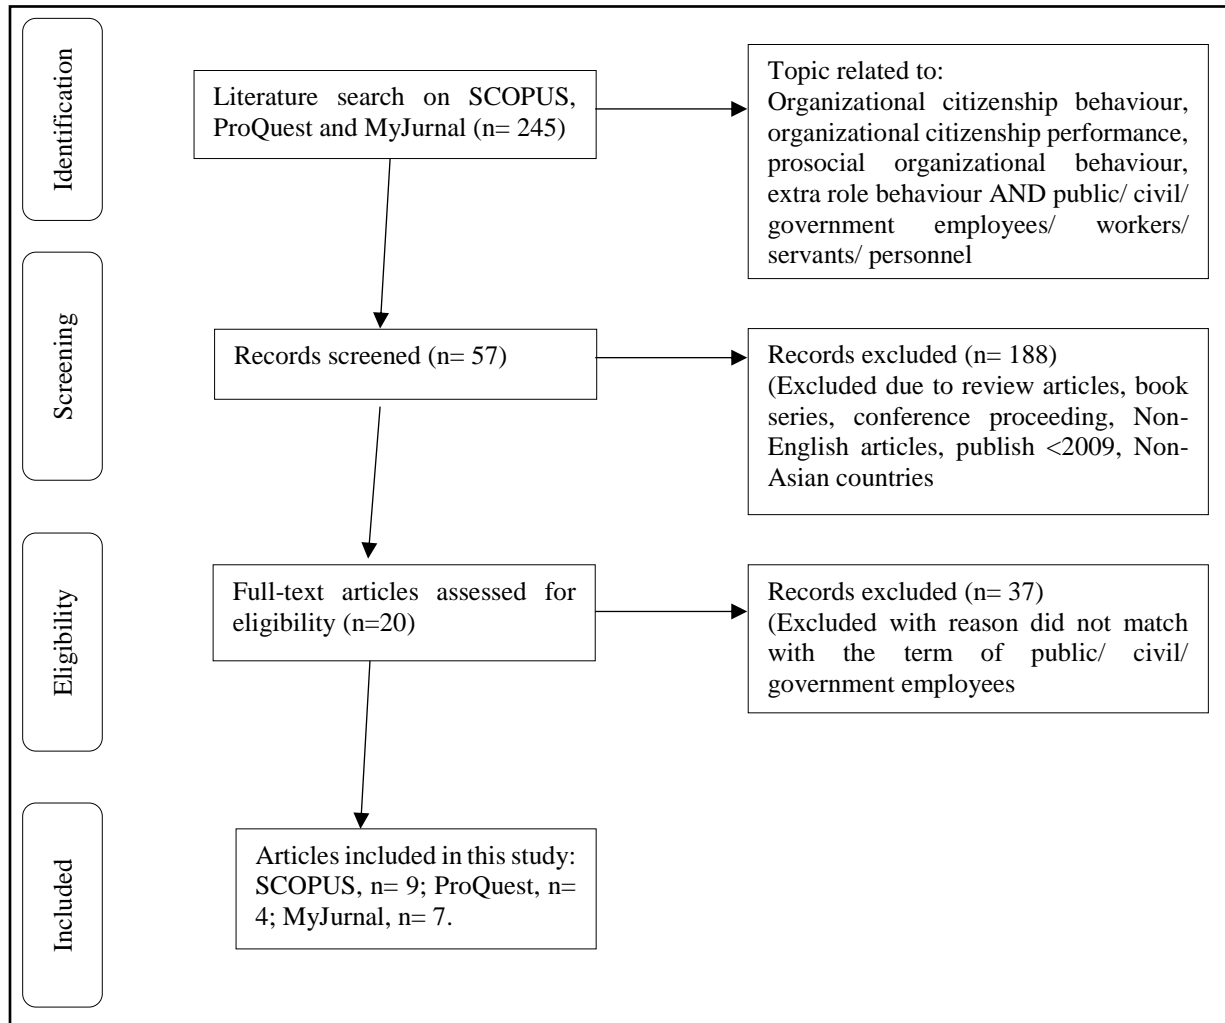 Identification
Literature search on SCOPUS,
ProQuest and MyJurnal (n= 245)
Topic related to:
Organizational citizenship behaviour,
organizational citizenship performance,
prosocial organizational behaviour,
extra role behaviour AND public/ civil/
government employees/ workers/
servants/ personnel
Screening
Records screened (n= 57)
Records excluded (n= 188)
(Excluded due to review articles, book
series, conference proceeding, Non-
English articles, publish <2009, Non-
Asian countries
Eligibility
Full-text articles assessed for
eligibility (n=20)
Records excluded (n= 37)
(Excluded with reason did not match
with the term of public/ civil/
government employees
Included
Articles included in this study:
SCOPUS, n= 9; ProQuest, n=
4; MyJurnal, n= 7.